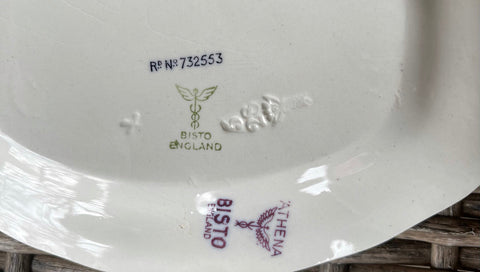 RD No 732553
BISTO
ENGLAND
ATHENA
BISTO
ENGLAND